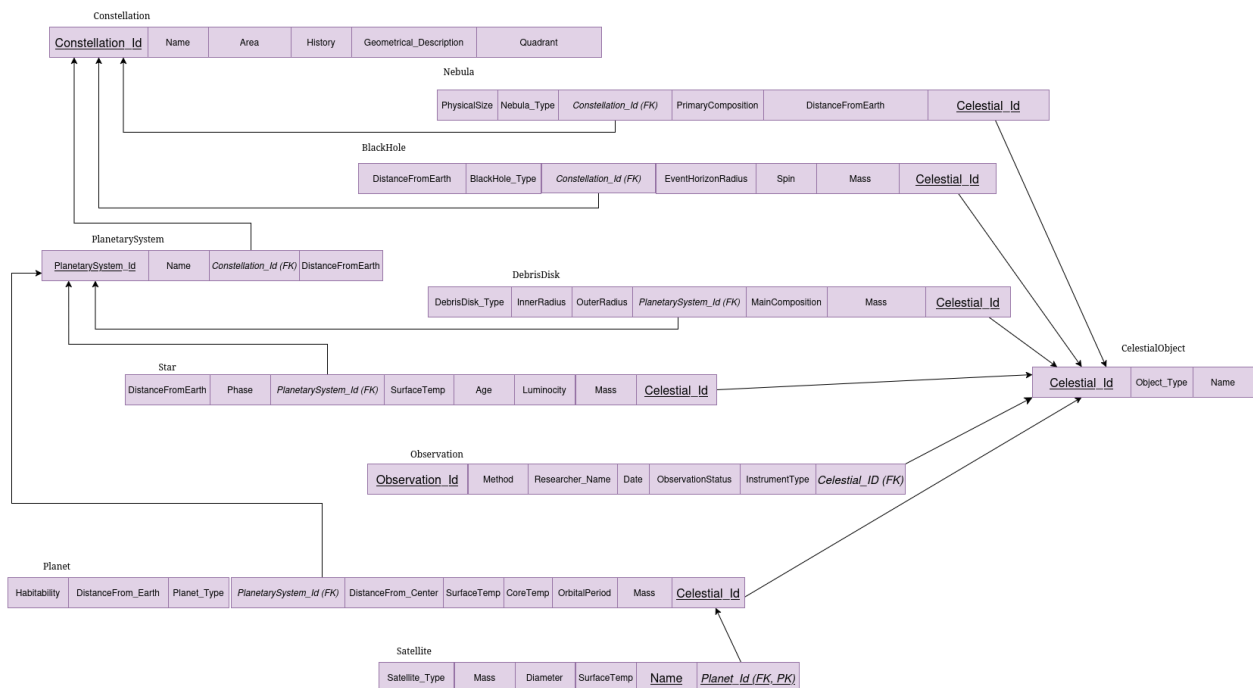 Constellation
Constellation_Id Name Area History Geometrical_Description Quadrant
Nebula
PhysicalSize Nebula_Type Constellation_Id (FK) PrimaryComposition DistanceFromEarth Celestial_Id
BlackHole
DistanceFromEarth BlackHole_Type Constellation_Id (FK) EventHorizonRadius Spin Mass Celestial_Id
PlanetarySystem
PlanetarySystem_Id Name Constellation_Id (FK) DistanceFromEarth
DebrisDisk
DebrisDisk_Type InnerRadius OuterRadius PlanetarySystem_Id (FK) MainComposition Mass Celestial_Id
CelestialObject
Celestial_Id Object_Type Name
Star
DistanceFromEarth Phase PlanetarySystem_Id (FK) SurfaceTemp Age Luminocity Mass Celestial_Id
Observation
Observation_Id Method Researcher_Name Date ObservationStatus InstrumentType Celestial_ID (FK)
Planet
Habitability DistanceFrom_Earth Planet_Type PlanetarySystem_Id (FK) DistanceFrom_Center SurfaceTemp CoreTemp OrbitalPeriod Mass Celestial_Id
Satellite
Satellite_Type Mass Diameter SurfaceTemp Name Planet_Id (FK, PK)